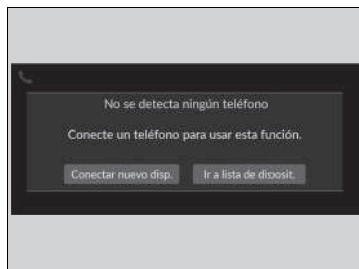 No se detecta ningún teléfono
Conecte un teléfono para usar esta función.
Conectar nuevo disp. Ir a lista de disposit.